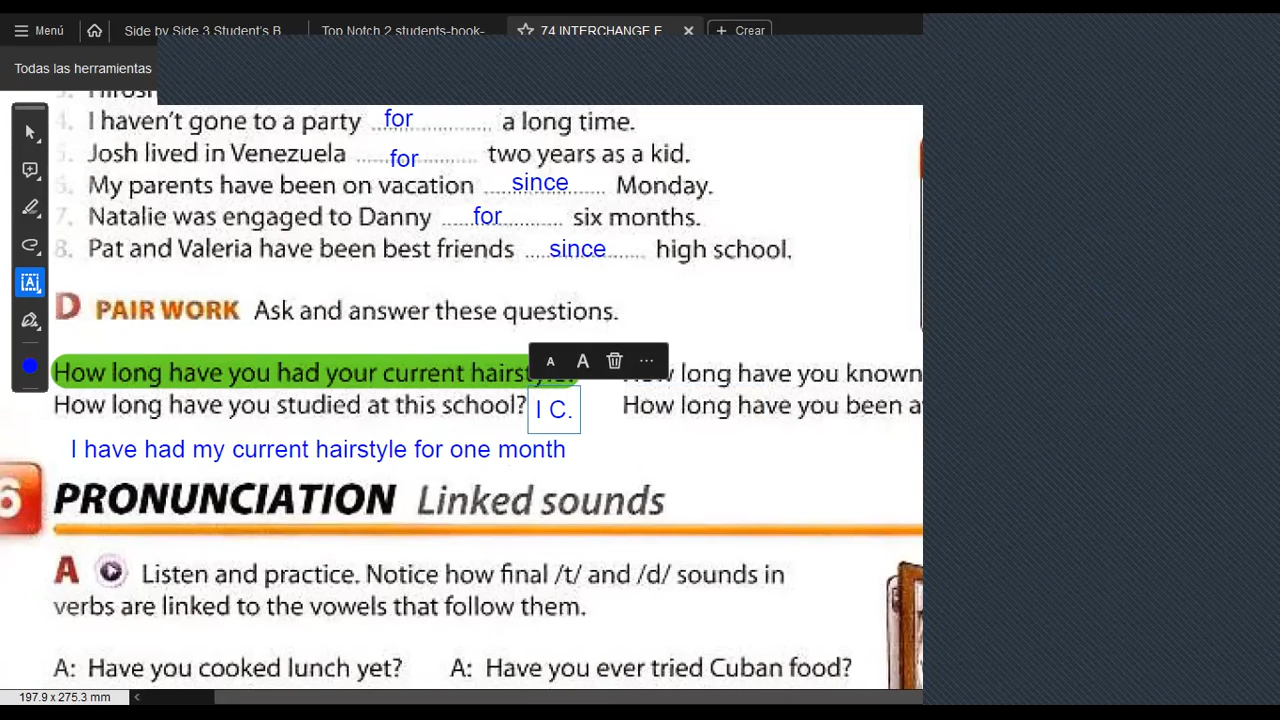 Menú
Side by Side 3 Student's B
Top Notch 2 students-book-
74 INTERCHANGE F
Crear
Todas las herramientas
4. I haven't gone to a party for a long time.
5. Josh lived in Venezuela for two years as a kid.
6. My parents have been on vacation since Monday.
7. Natalie was engaged to Danny for six months.
8. Pat and Valeria have been best friends since high school.
D PAIR WORK Ask and answer these questions.
A A ...
How long have you had your current How long have you known
How long have you studied at this school? I C. How long have you been
I have had my current hairstyle for one month
6 PRONUNCIATION Linked sounds
A Listen and practice. Notice how final /t/ and /d/ sounds in
verbs are linked to the vowels that follow them.
A: Have you cooked lunch yet? A: Have you ever tried Cuban food?
197.9 x 275.3 mm